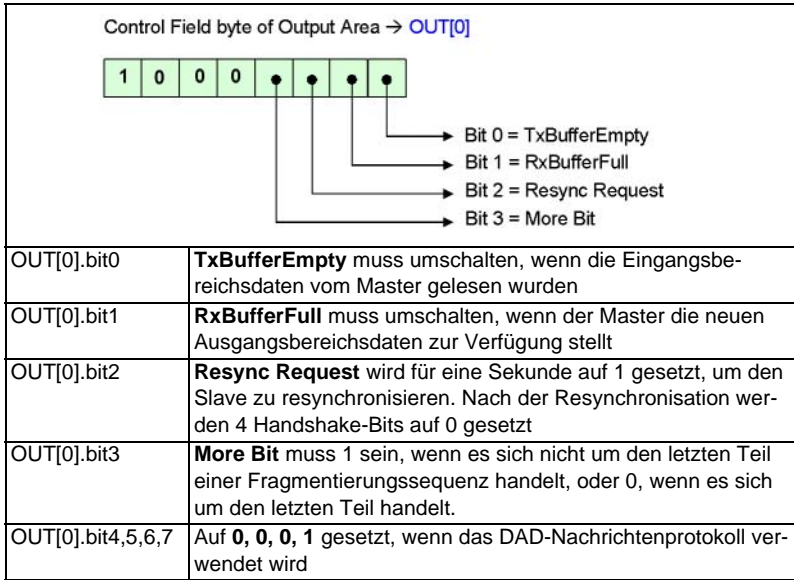 Control Field byte of Output Area → OUT[0]
1 0 0 0
Bit 0 = TxBufferEmpty
Bit 1 = RxBufferFull
Bit 2 = Resync Request
Bit 3 = More Bit
OUT[0].bit0 TxBufferEmpty muss umschalten, wenn die Eingangsbe-
reichsdaten vom Master gelesen wurden
OUT[0].bit1 RxBufferFull muss umschalten, wenn der Master die neuen
Ausgangsbereichsdaten zur Verfügung stellt
OUT[0].bit2 Resync Request wird für eine Sekunde auf 1 gesetzt, um den
Slave zu resynchronisieren. Nach der Resynchronisation wer-
den 4 Handshake-Bits auf 0 gesetzt
OUT[0].bit3 More Bit muss 1 sein, wenn es sich nicht um den letzten Teil
einer Fragmentierungssequenz handelt, oder 0, wenn es sich
um den letzten Teil handelt.
OUT[0].bit4,5,6,7 Auf 0, 0, 0, 1 gesetzt, wenn das DAD-Nachrichtenprotokoll ver-
wendet wird